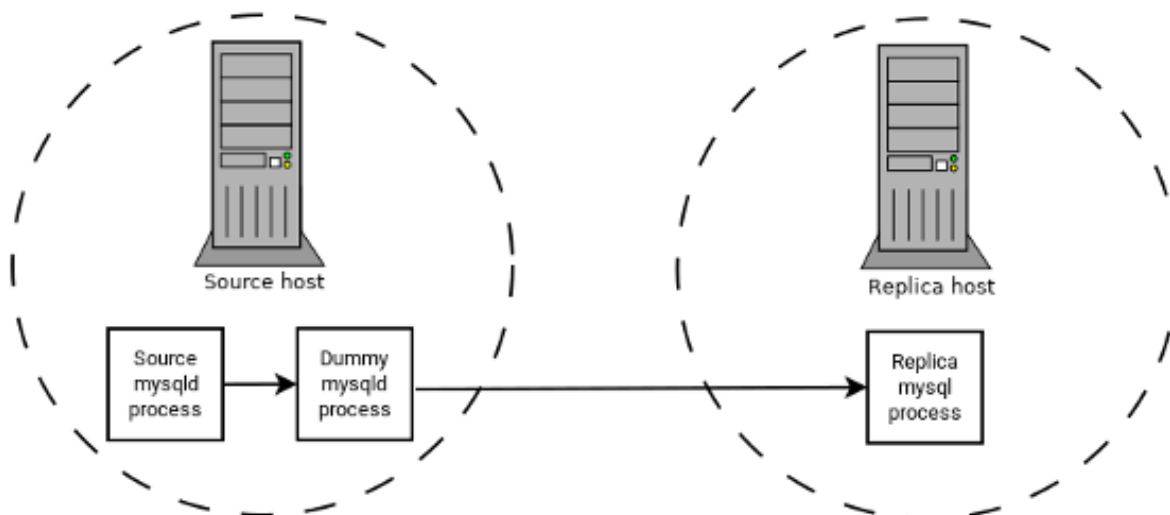 Source host
Replica host
Source
mysqld
process
Dummy
mysqld
process
Replica
mysql
process